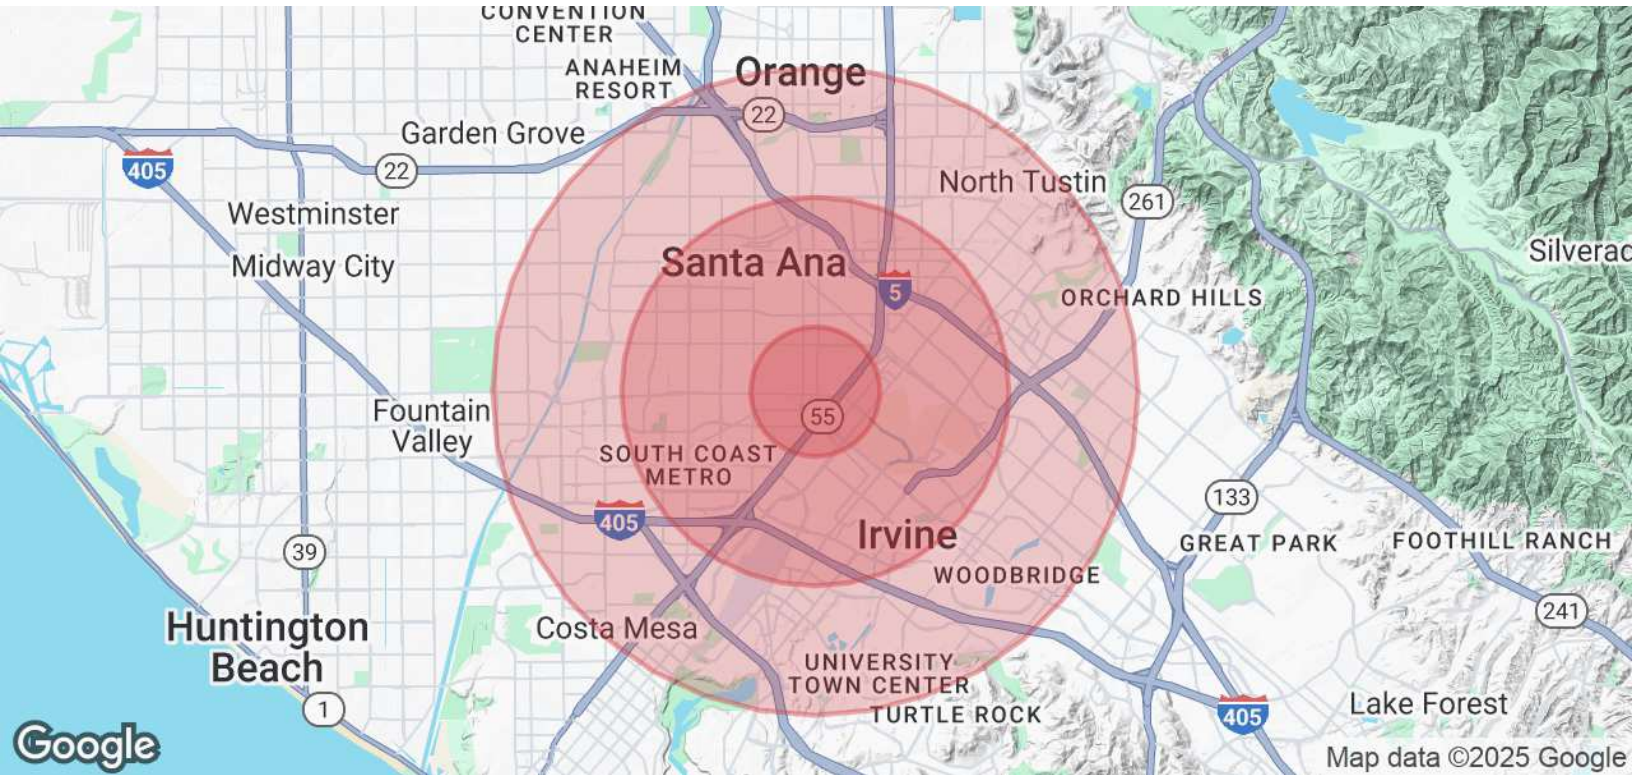 CONVENTION
CENTER
ANAHEIM
RESORT
Orange
22
Garden Grove
405
22
North Tustin
261
Westminster
Santa Ana
Silverad
Midway City
5
ORCHARD HILLS
Fountain
Valley
55
SOUTH COAST
METRO
133
405
Irvine
39
GREAT PARK
FOOTHILL RANCH
WOODBRIDGE
241
Huntington
Beach
Costa Mesa
UNIVERSITY
TOWN CENTER
1
TURTLE ROCK
405
Lake Forest
Google
Map data ©2025 Google